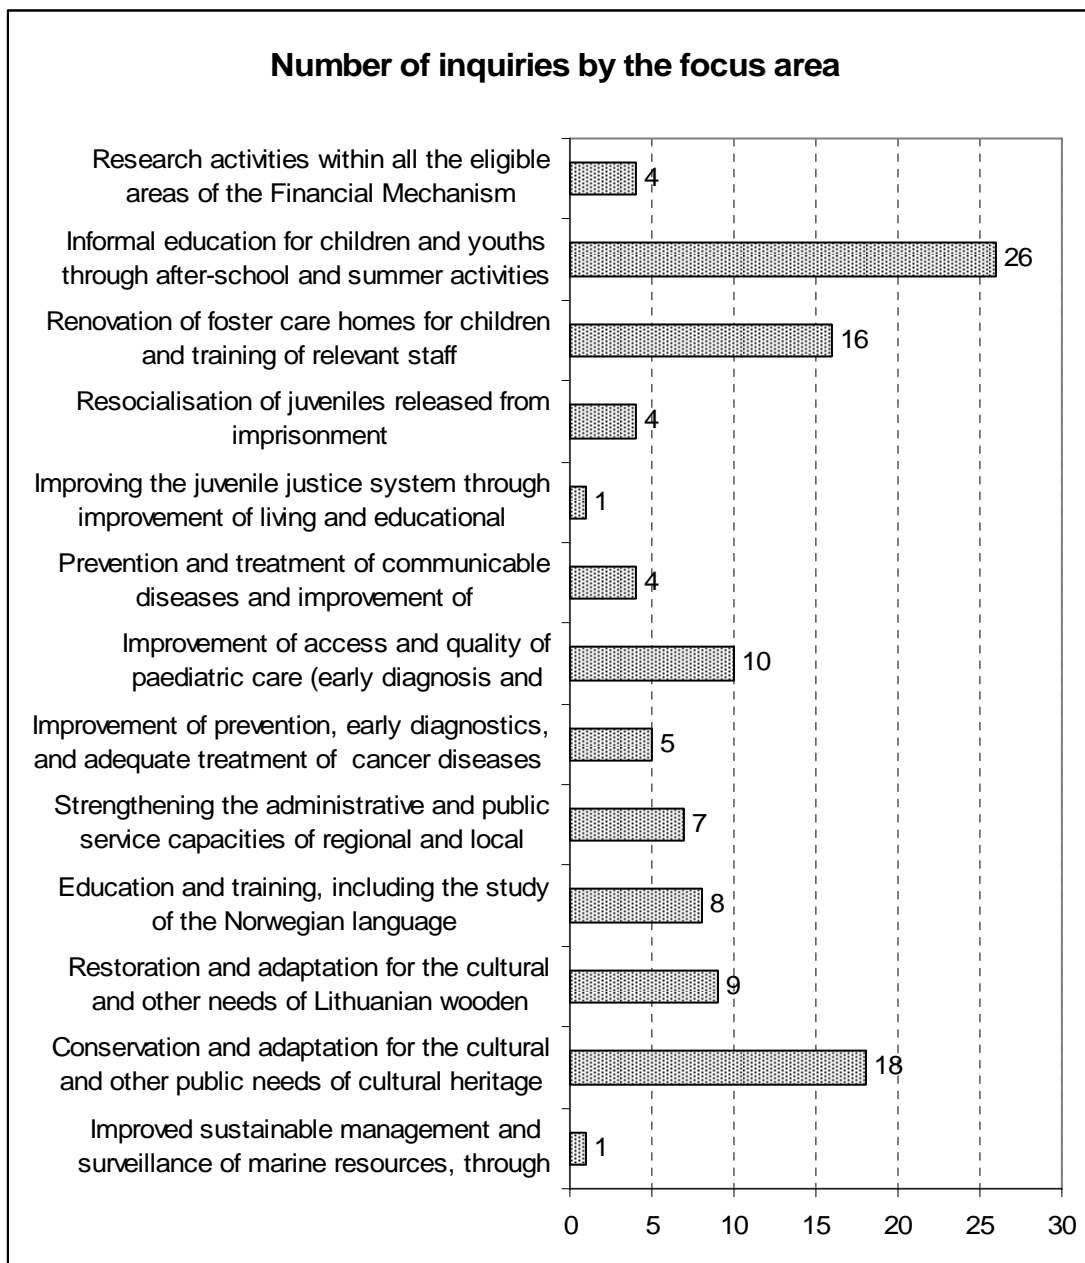 Number of inquiries by the focus area
Research activities within all the eligible
areas of the Financial Mechanism
4
Informal education for children and youths
through after-school and summer activities
26
Renovation of foster care homes for children
and training of relevant staff
16
Resocialisation of juveniles released from
imprisonment
4
Improving the juvenile justice system through
improvement of living and educational
1
Prevention and treatment of communicable
diseases and improvement of
4
Improvement of access and quality of
paediatric care (early diagnosis and
10
Improvement of prevention, early diagnostics,
and adequate treatment of cancer diseases
5
Strengthening the administrative and public
service capacities of regional and local
7
Education and training, including the study
of the Norwegian language
8
Restoration and adaptation for the cultural
and other needs of Lithuanian wooden
9
Conservation and adaptation for the cultural
and other public needs of cultural heritage
18
Improved sustainable management and
surveillance of marine resources, through
1
0 5 10 15 20 25 30